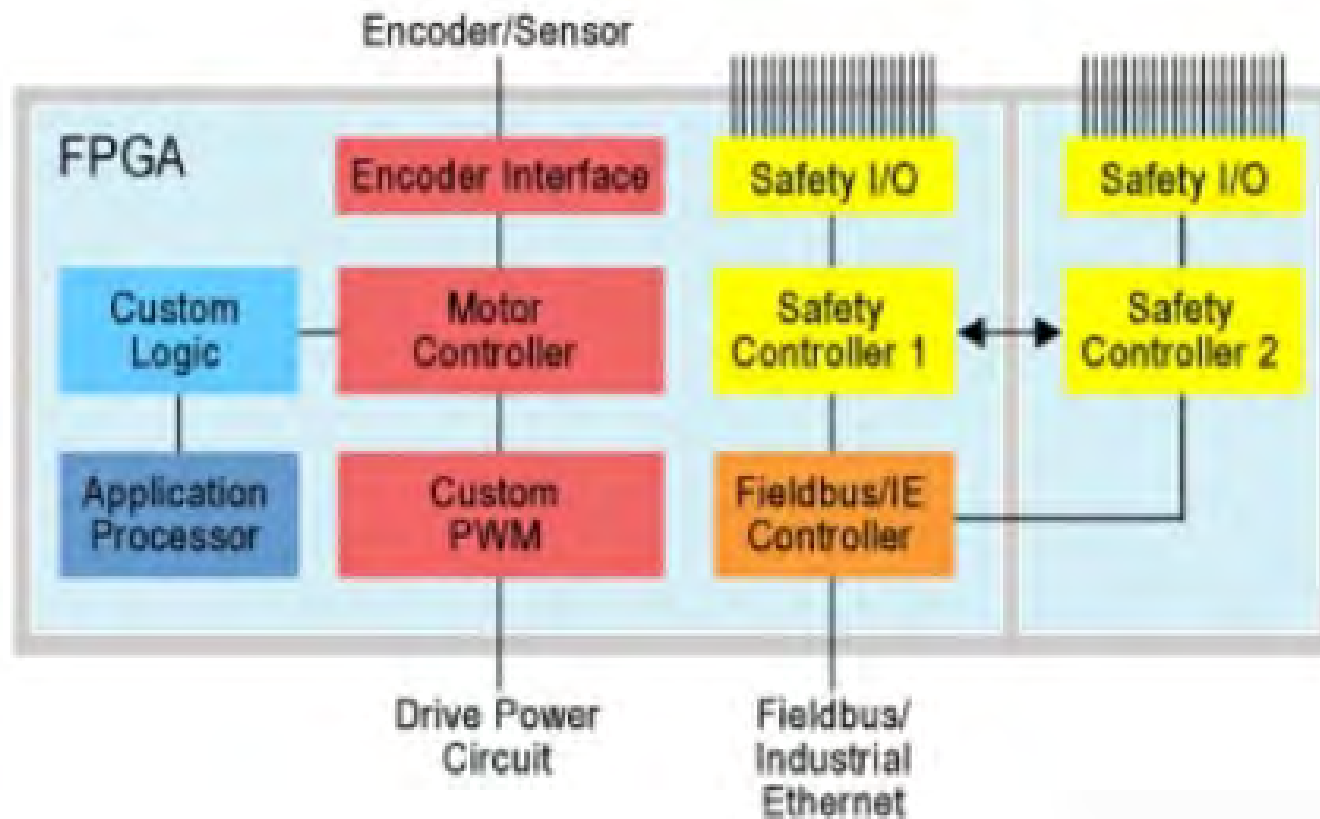 Encoder/Sensor
FPGA
Encoder Interface
Safety I/O
Safety I/O
Custom
Logic
Motor
Controller
Safety
Controller 1
Safety
Controller 2
Application
Processor
Custom
PWM
Fieldbus/IE
Controller
Drive Power
Circuit
Fieldbus/
Industrial
Ethernet